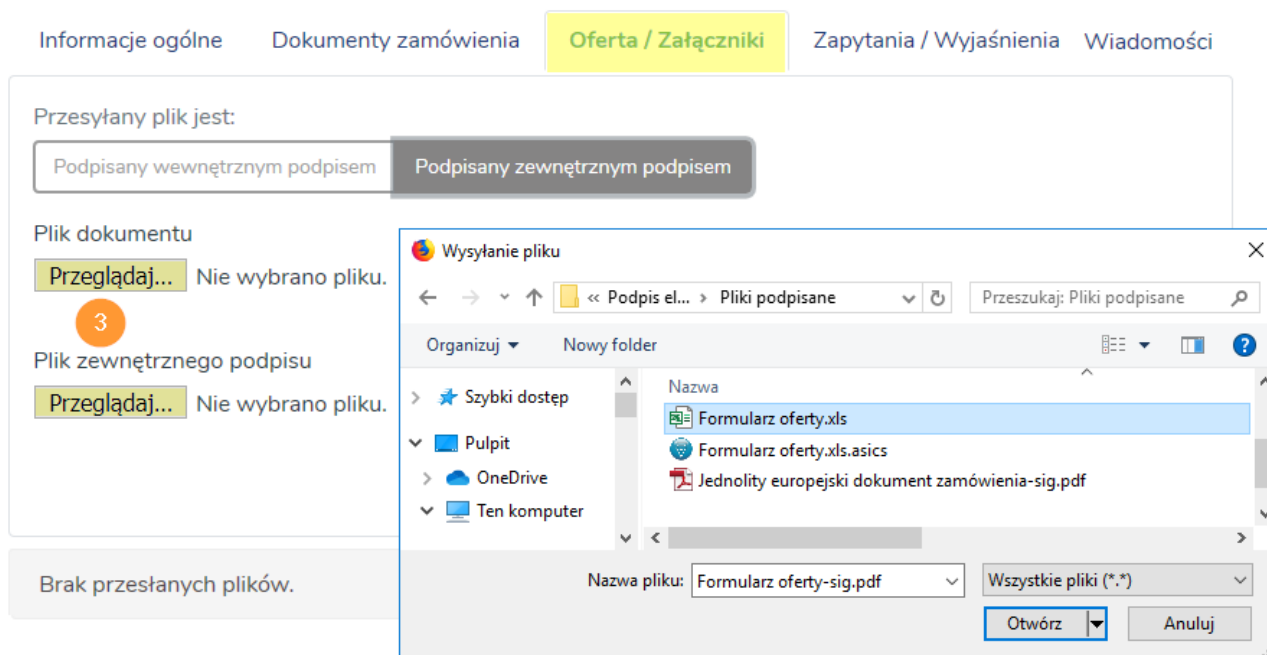 Informacje ogólne Dokumenty zamówienia Oferta / Załączniki Zapytania / Wyjaśnienia Wiadomości
Przesyłany plik jest:
Podpisany wewnętrznym podpisem Podpisany zewnętrznym podpisem
Plik dokumentu
Przeglądaj... Nie wybrano pliku.
3
Plik zewnętrznego podpisu
Przeglądaj... Nie wybrano pliku.
Brak przesłanych plików.
Wysyłanie pliku
« Podpis el... › Pliki podpisane
Przeszukaj: Pliki podpisane
Organizuj Nowy folder
?
Szybki dostęp
Pulpit
OneDrive
Ten komputer
Nazwa
Formularz oferty.xls
Formularz oferty.xls.asics
Jednolity europejski dokument zamówienia-sig.pdf
Nazwa pliku: Formularz oferty-sig.pdf Wszystkie pliki (*.*)
Otwórz Anuluj